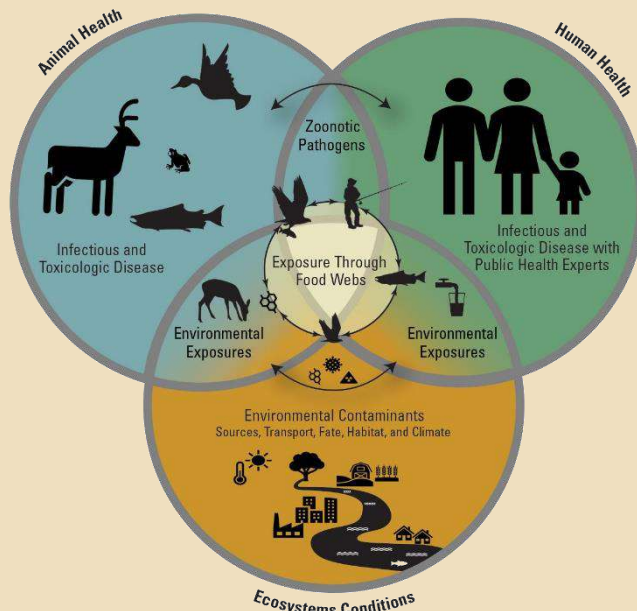 Animal Health
Human Health
Zoonotic
Pathogens
Infectious and
Toxicologic Disease
Infectious and
Toxicologic Disease with
Public Health Experts
Exposure Through
Food Webs
Environmental
Exposures
Environmental
Exposures
Environmental Contaminants
Sources, Transport, Fate, Habitat, and Climate
Ecosystems Conditions